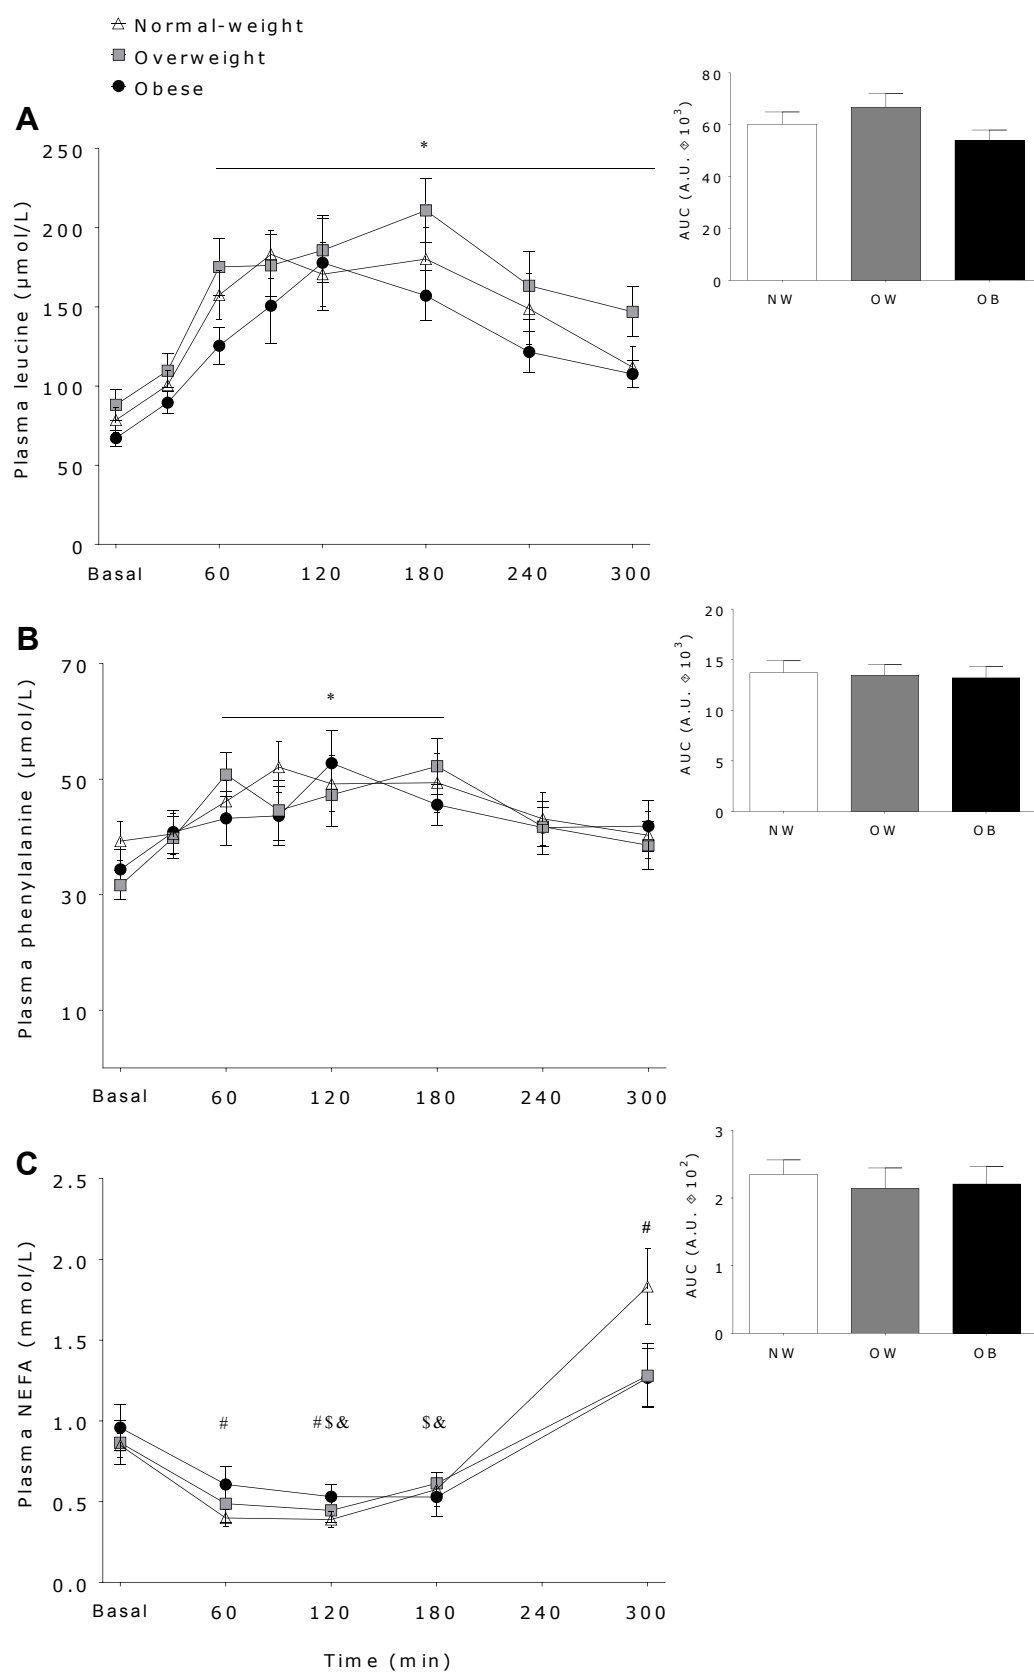 Normal-weight
Overweight
Obese
A
250
200
150
100
50
0
Plasma leucine (µmol/L)
*
Basal 60 120 180 240 300
80
60
40
20
0
AUC (A.U. ⟐10³)
NW OW OB
B
70
50
30
10
Plasma phenylalanine (µmol/L)
*
Basal 60 120 180 240 300
20
15
10
5
0
AUC (A.U. ⟐10³)
NW OW OB
C
2.5
2.0
1.5
1.0
0.5
0.0
Plasma NEFA (mmol/L)
# #$& $& #
Basal 60 120 180 240 300
Time (min)
3
2
1
0
AUC (A.U. ⟐10²)
NW OW OB